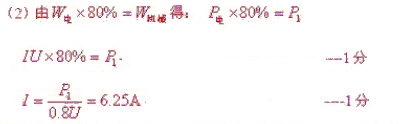 (2) 由W电×80%=W机械得: P电×80%=P₁
IU×80%=P₁. ----1分
I=P₁/0.8U=6.25A ----1分